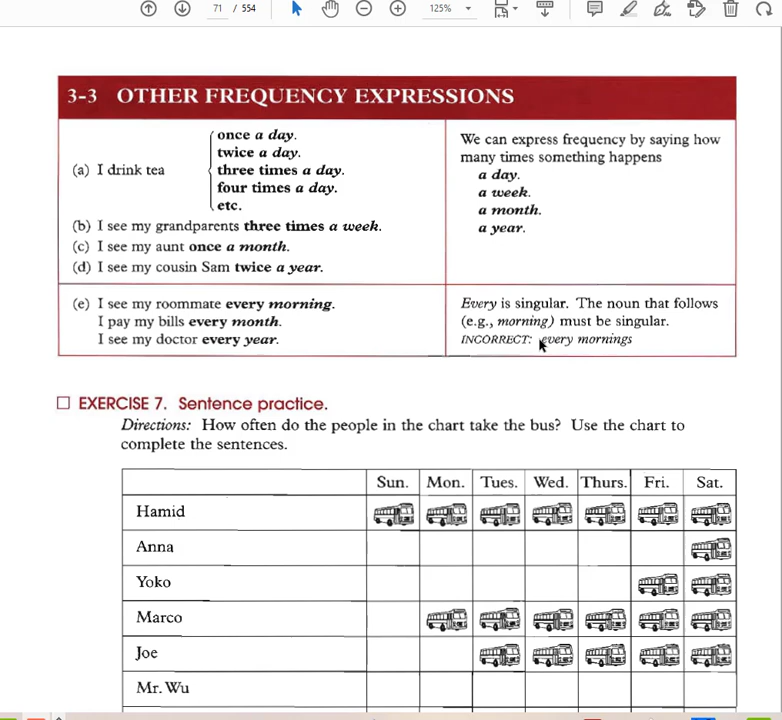 71 / 554 125%
3-3 OTHER FREQUENCY EXPRESSIONS
(a) I drink tea
once a day.
twice a day.
three times a day.
four times a day.
etc.
(b) I see my grandparents three times a week.
(c) I see my aunt once a month.
(d) I see my cousin Sam twice a year.
We can express frequency by saying how
many times something happens
a day.
a week.
a month.
a year.
(e) I see my roommate every morning.
I pay my bills every month.
I see my doctor every year.
Every is singular. The noun that follows
(e.g., morning) must be singular.
INCORRECT: every mornings
EXERCISE 7. Sentence practice.
Directions: How often do the people in the chart take the bus? Use the chart to
complete the sentences.
Sun. Mon. Tues. Wed. Thurs. Fri. Sat.
Hamid
Anna
Yoko
Marco
Joe
Mr. Wu